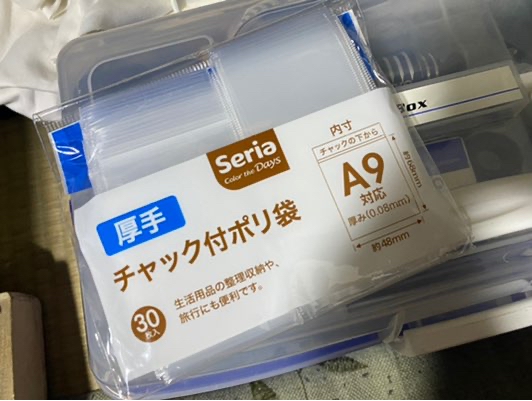 Seria
Color the Days
厚手
チャック付ポリ袋
30枚入
生活用品の整理収納や、
旅行にも便利です。
内寸
チャックの下から
A9
対応
厚み(0.08mm)
約68mm
約48mm
Box